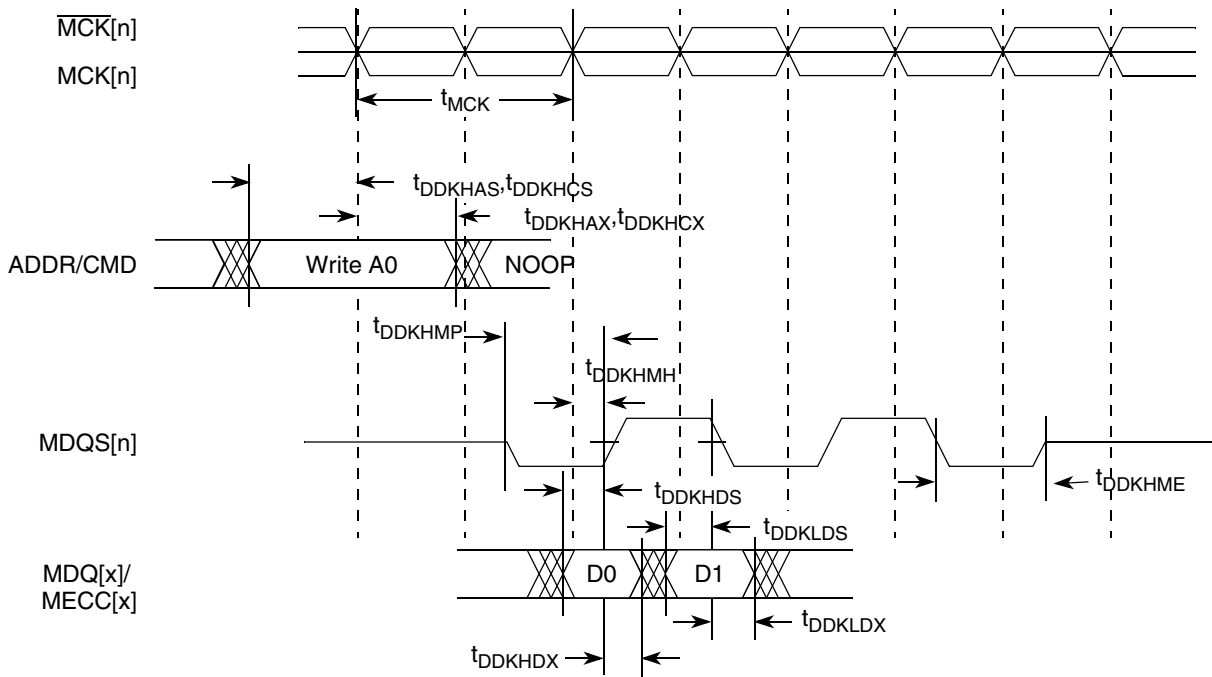 MCK[n]
MCK[n]
tMCK
tDDKHAS,tDDKHCS
tDDKHAX,tDDKHCX
ADDR/CMD
Write A0
NOOP
tDDKHMP
tDDKHMH
MDQS[n]
tDDKHDS
tDDKHME
tDDKLDS
MDQ[x]/
MECC[x]
D0
D1
tDDKLDX
tDDKHDX